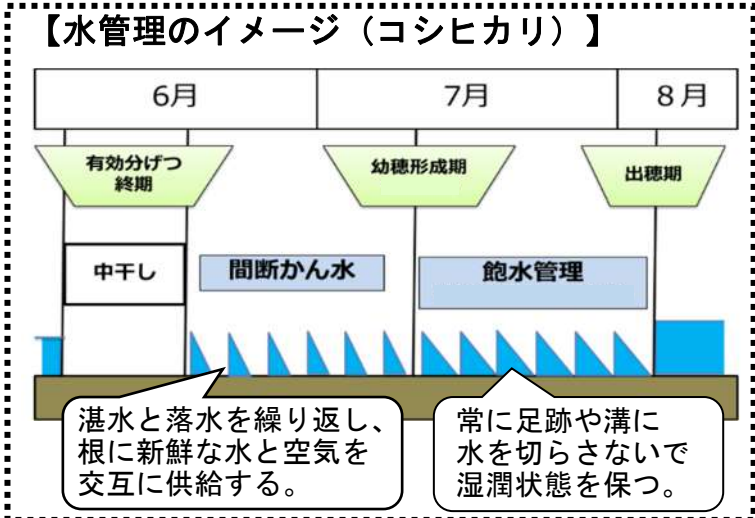 【水管理のイメージ（コシヒカリ）】
6月
7月
8月
有効分げつ
終期
幼穂形成期
出穂期
中干し
間断かん水
飽水管理
湛水と落水を繰り返し、
根に新鮮な水と空気を
交互に供給する。
常に足跡や溝に
水を切らさないで
湿潤状態を保つ。